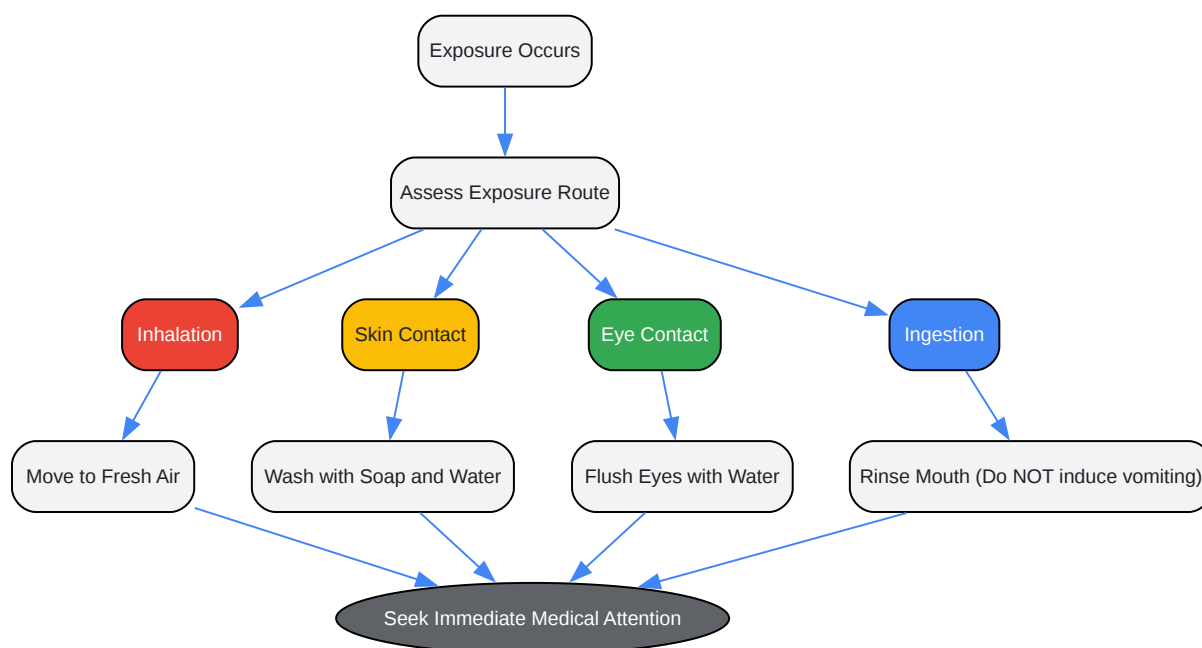 Exposure Occurs
Assess Exposure Route
Inhalation
Skin Contact
Eye Contact
Ingestion
Move to Fresh Air
Wash with Soap and Water
Flush Eyes with Water
Rinse Mouth (Do NOT induce vomiting)
Seek Immediate Medical Attention